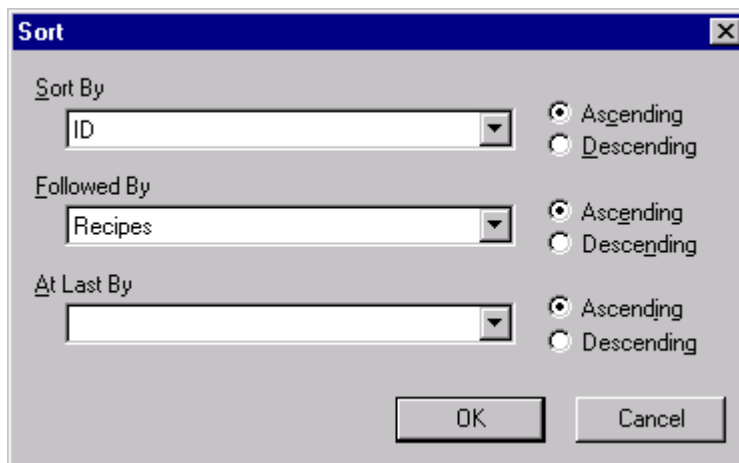 Sort
Sort By
ID
Ascending
Descending
Followed By
Recipes
Ascending
Descending
At Last By
Ascending
Descending
OK
Cancel